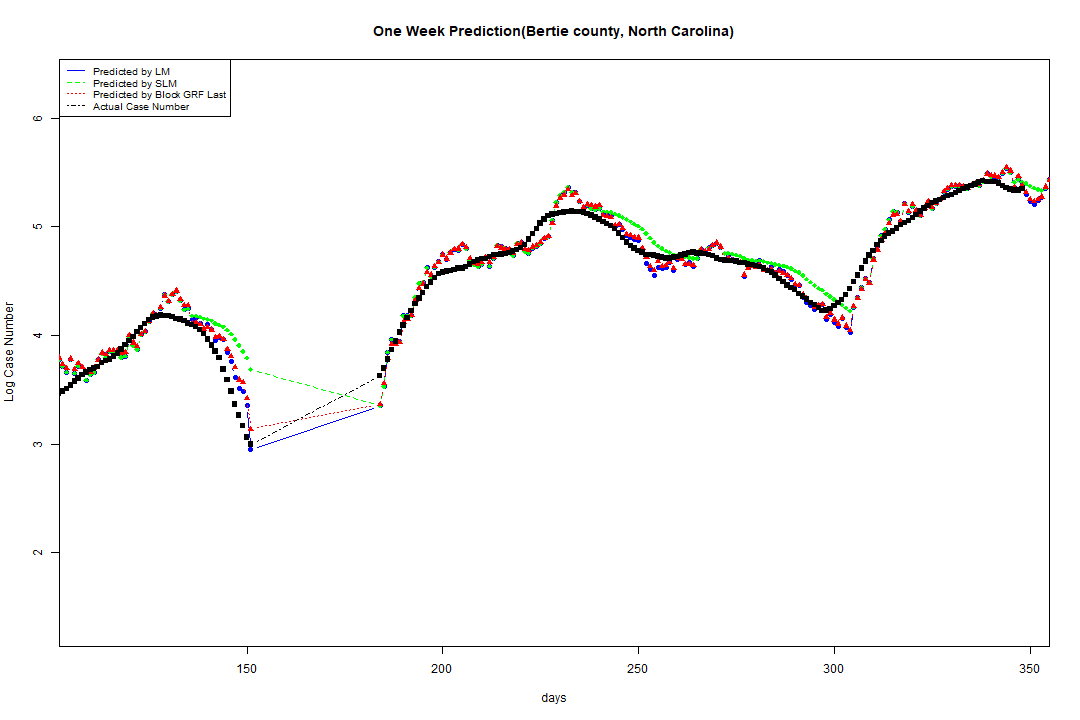 One Week Prediction(Bertie county, North Carolina)
Predicted by LM
Predicted by SLM
Predicted by Block GRF Last
Actual Case Number
Log Case Number
6
5
4
3
2
150 200 250 300 350
days